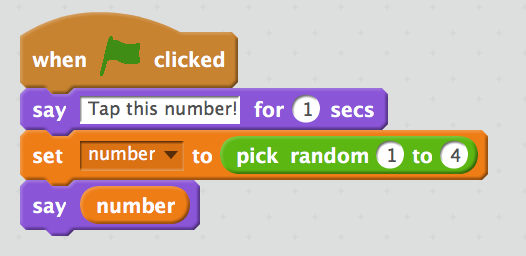 when clicked
say Tap this number! for 1 secs
set number to pick random 1 to 4
say number